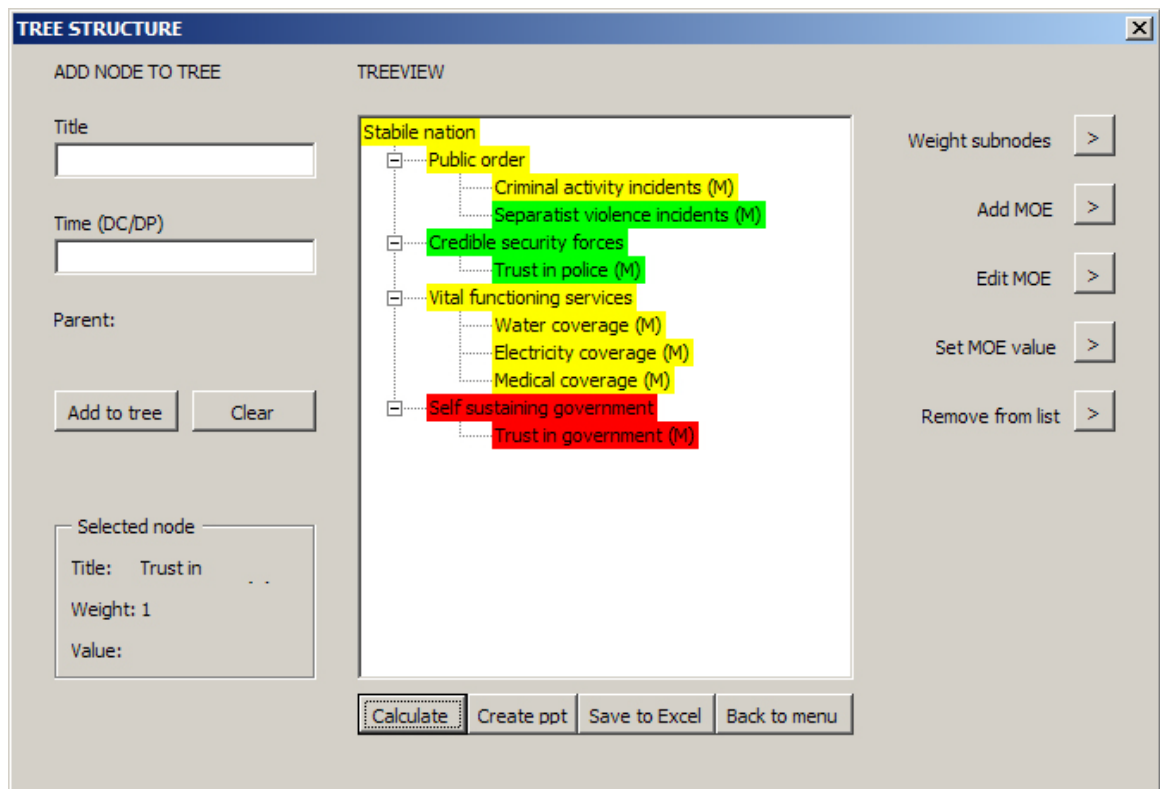 TREE STRUCTURE
ADD NODE TO TREE
TREEVIEW
Title
Time (DC/DP)
Parent:
Add to tree
Clear
Selected node
Title: Trust in
Weight: 1
Value:
Stabile nation
Public order
Criminal activity incidents (M)
Separatist violence incidents (M)
Credible security forces
Trust in police (M)
Vital functioning services
Water coverage (M)
Electricity coverage (M)
Medical coverage (M)
Self sustaining government
Trust in government (M)
Calculate
Create ppt
Save to Excel
Back to menu
Weight subnodes >
Add MOE >
Edit MOE >
Set MOE value >
Remove from list >